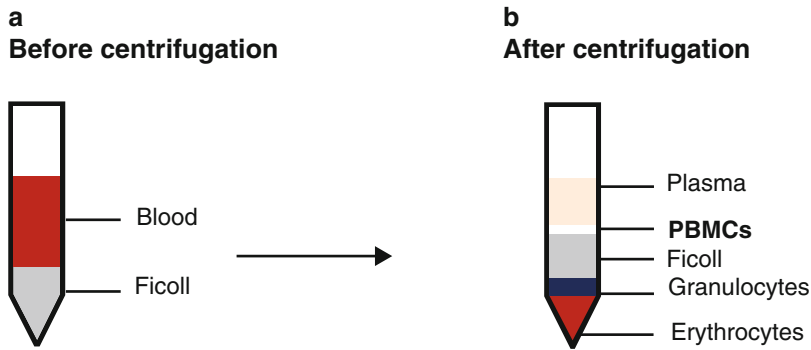 a
Before centrifugation
Blood
Ficoll
b
After centrifugation
Plasma
PBMCs
Ficoll
Granulocytes
Erythrocytes